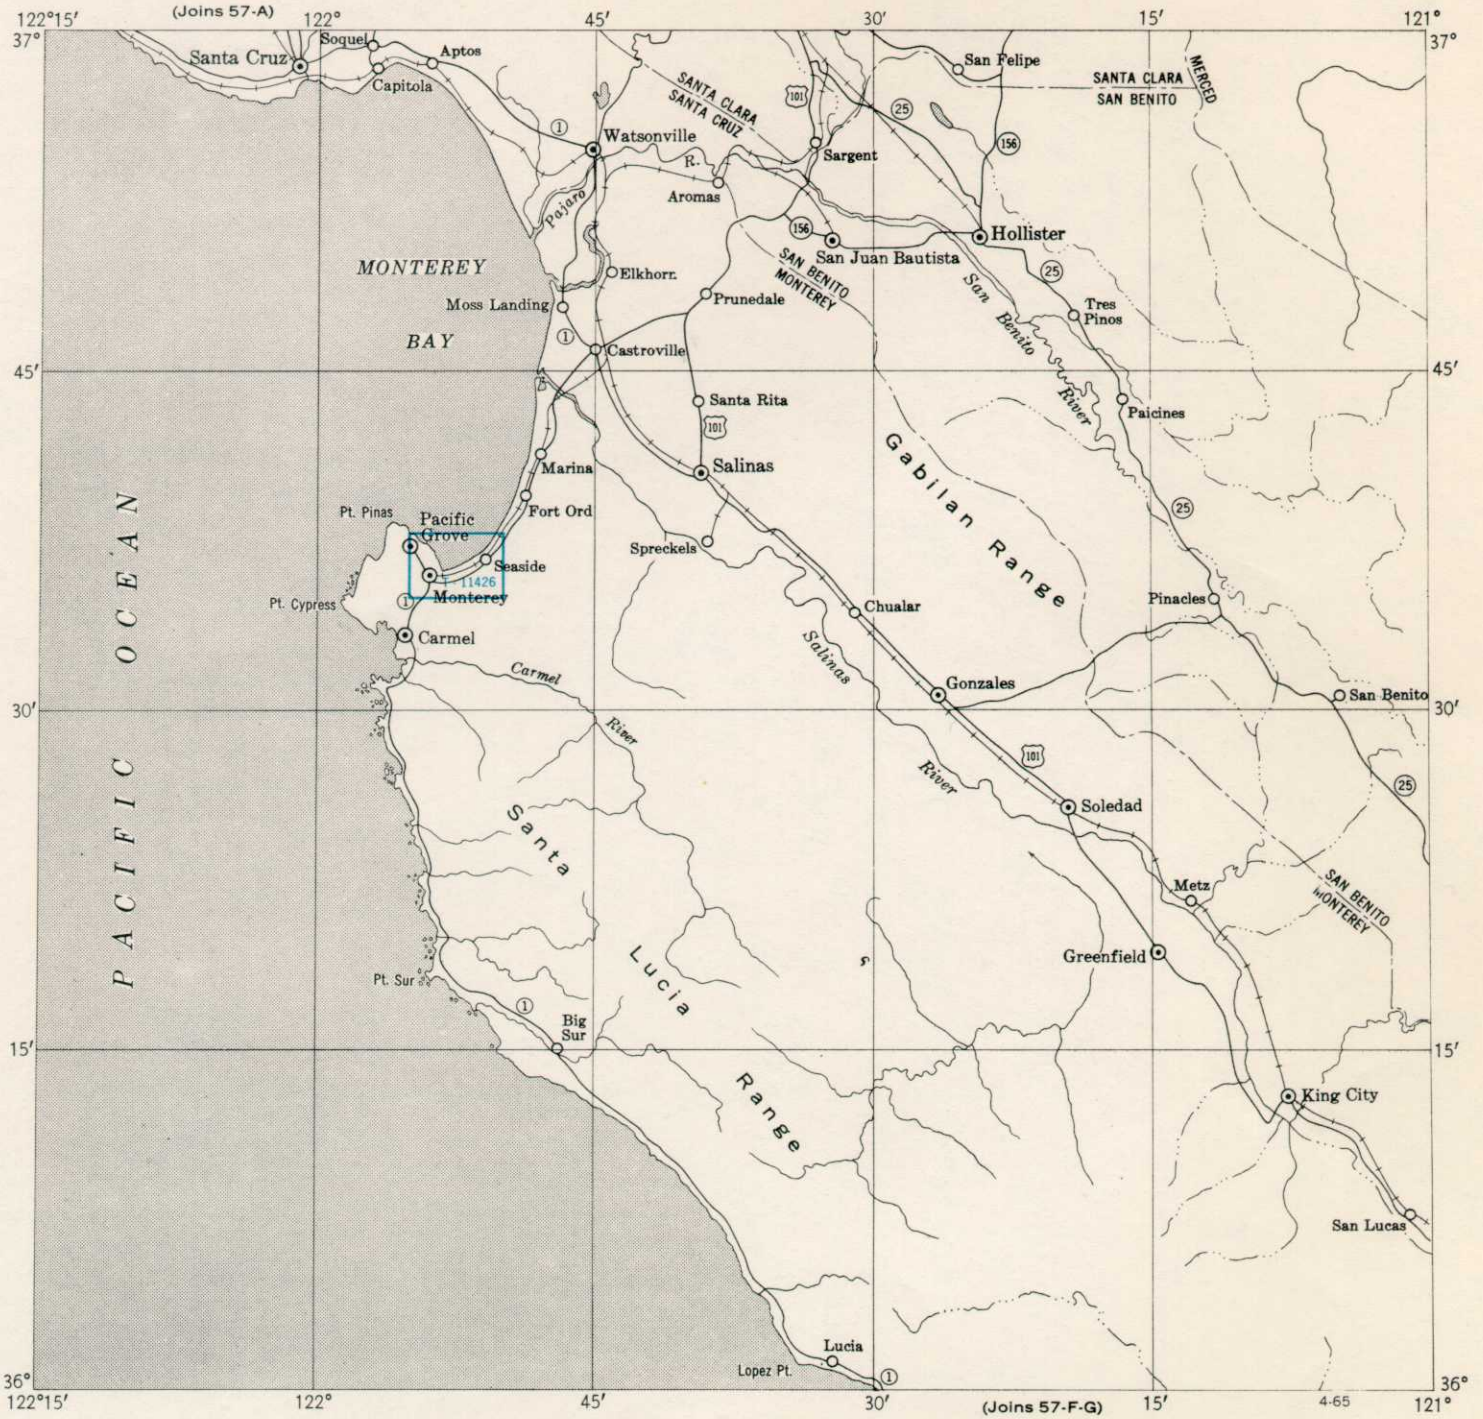 (Joins 57-A)
122°15′ 122° 45′ 30′ 15′ 121°
37° 37°
Santa Cruz
Soquel
Aptos
Capitola
San Felipe
SANTA CLARA
SANTA CRUZ
SANTA CLARA
SAN BENITO
MERCED
101
25
1
156
Watsonville
Sargent
R.
Aromas
Pajaro
156
San Juan Bautista
Hollister
MONTEREY
BAY
Elkhorn
Moss Landing
Prunedale
SAN BENITO
MONTEREY
San
Benito
River
25
Tres
Pinos
1
Castroville
45′ 45′
Santa Rita
101
Paicines
Marina
Salinas
Gabilan Range
Fort Ord
25
Pt. Pinas
Pacific
Grove
Spreckels
Seaside
T-11426
Pt. Cypress
1
Monterey
Chualar
Pinacles
Carmel
Salinas
Carmel
Gonzales
San Benito
30′ 30′
River
River
101
25
Soledad
PACIFIC OCEAN
Santa
Metz
SAN BENITO
MONTEREY
Lucia
Greenfield
Pt. Sur
1
Big
Sur
15′ 15′
Range
King City
San Lucas
Lucia
Lopez Pt.
1
36° 36°
122°15′ 122° 45′ 30′ (Joins 57-F-G) 15′ 4-65 121°